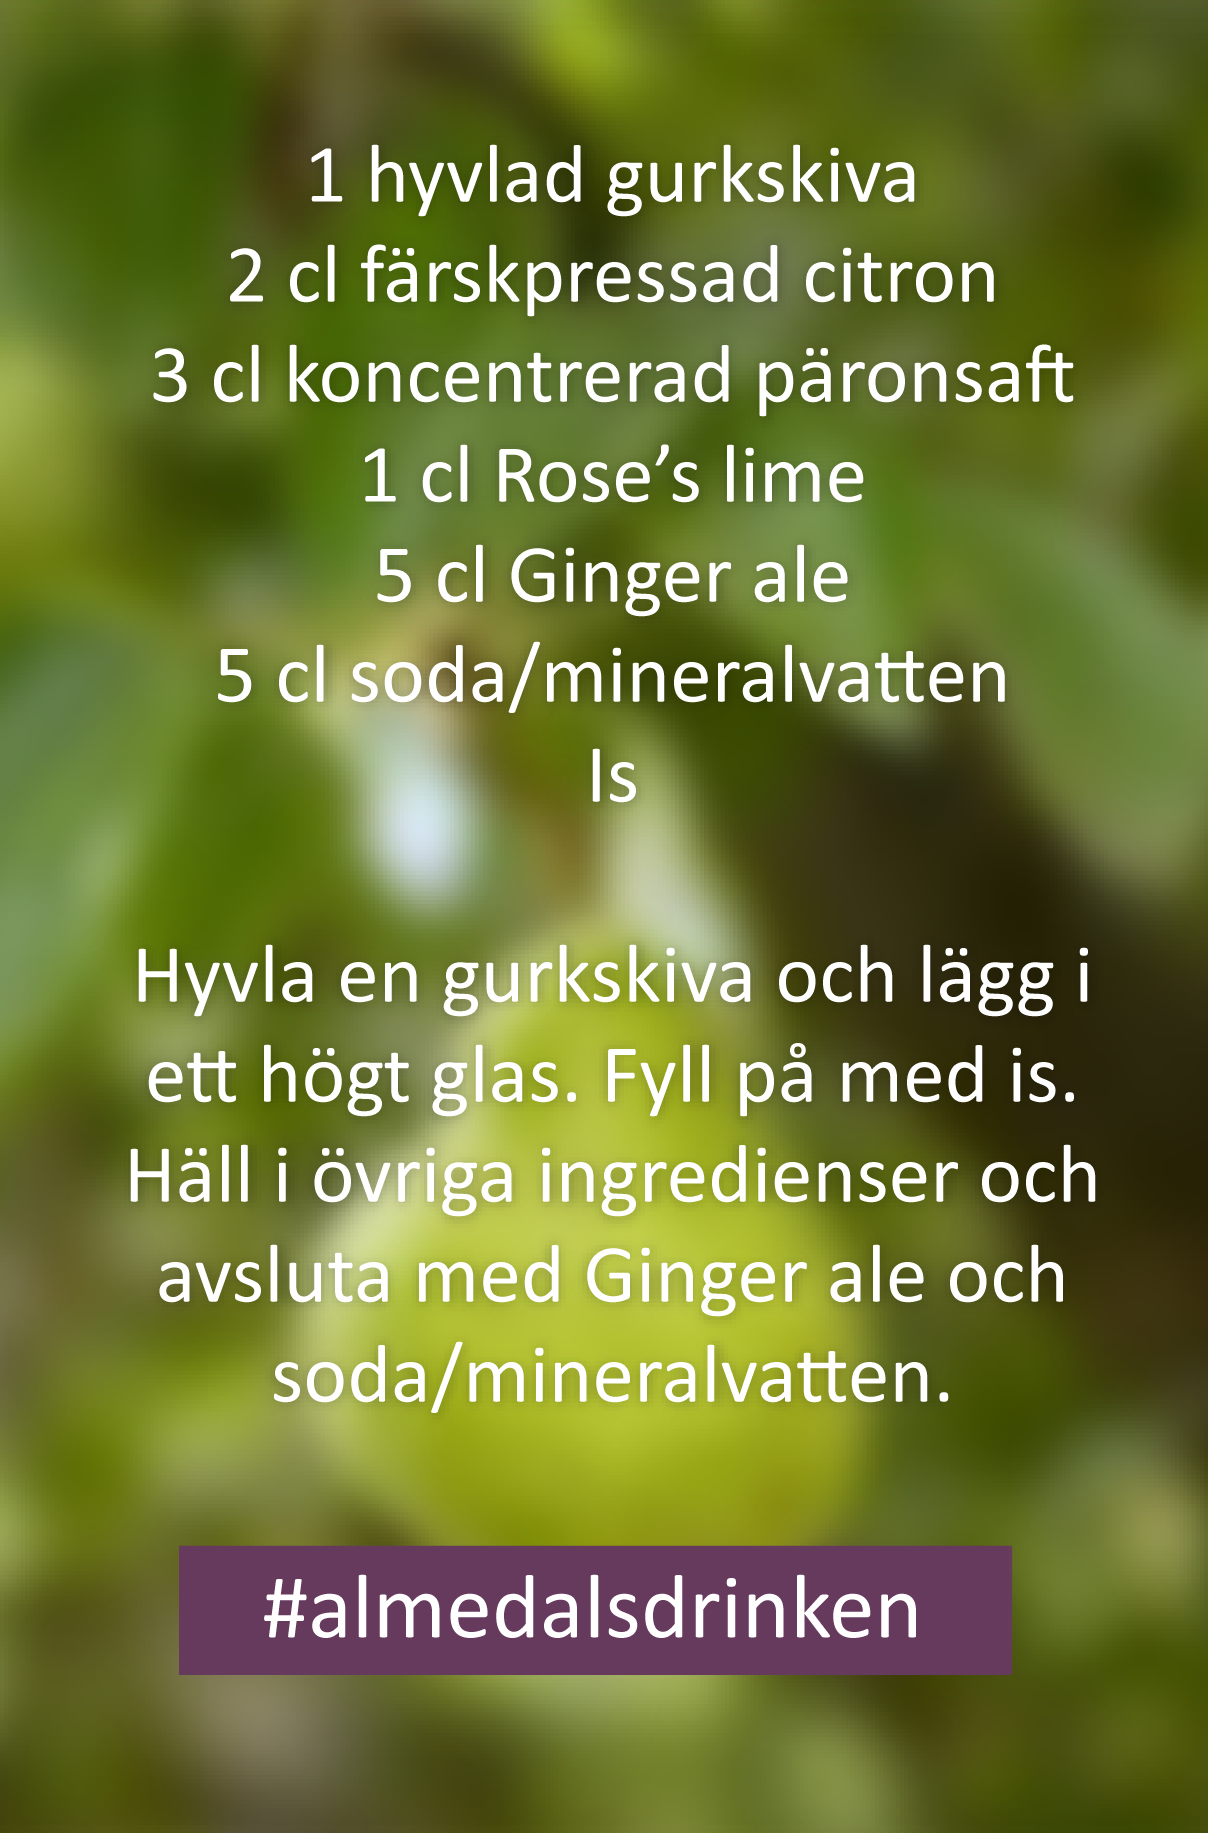 1 hyvlad gurkskiva
2 cl färskpressad citron
3 cl koncentrerad päronsaft
1 cl Rose’s lime
5 cl Ginger ale
5 cl soda/mineralvatten
Is
Hyvla en gurkskiva och lägg i
ett högt glas. Fyll på med is.
Häll i övriga ingredienser och
avsluta med Ginger ale och
soda/mineralvatten.
#almedalsdrinken